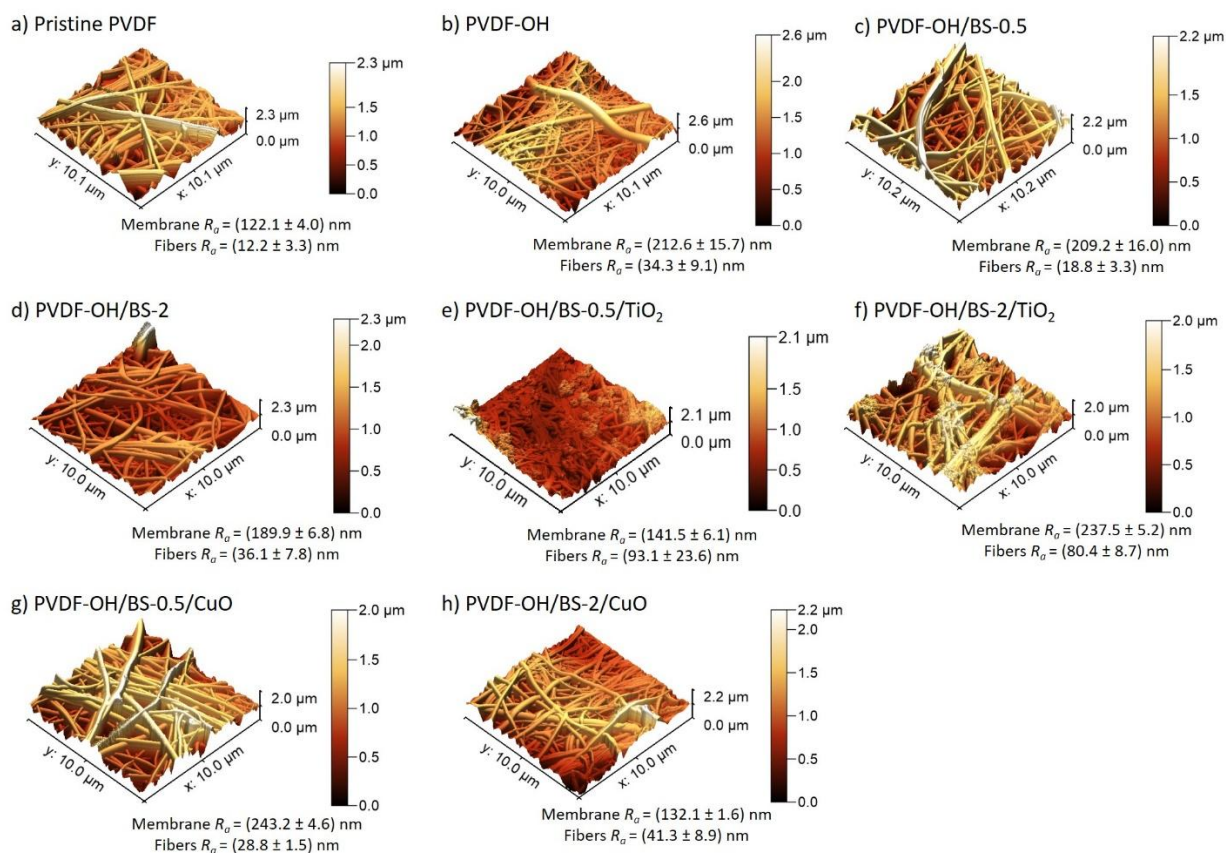 a) Pristine PVDF
2.3 µm
2.0
1.5
1.0
0.5
0.0
2.3 µm
0.0 µm
y: 10.1 µm
x: 10.1 µm
Membrane Rₐ = (122.1 ± 4.0) nm
Fibers Rₐ = (12.2 ± 3.3) nm
b) PVDF-OH
2.6 µm
2.0
1.5
1.0
0.5
0.0
2.6 µm
0.0 µm
y: 10.0 µm
x: 10.1 µm
Membrane Rₐ = (212.6 ± 15.7) nm
Fibers Rₐ = (34.3 ± 9.1) nm
c) PVDF-OH/BS-0.5
2.2 µm
1.5
1.0
0.5
0.0
2.2 µm
0.0 µm
y: 10.2 µm
x: 10.2 µm
Membrane Rₐ = (209.2 ± 16.0) nm
Fibers Rₐ = (18.8 ± 3.3) nm
d) PVDF-OH/BS-2
2.3 µm
2.0
1.5
1.0
0.5
0.0
2.3 µm
0.0 µm
y: 10.0 µm
x: 10.0 µm
Membrane Rₐ = (189.9 ± 6.8) nm
Fibers Rₐ = (36.1 ± 7.8) nm
e) PVDF-OH/BS-0.5/TiO₂
2.1 µm
1.5
1.0
0.5
0.0
2.1 µm
0.0 µm
y: 10.0 µm
x: 10.0 µm
Membrane Rₐ = (141.5 ± 6.1) nm
Fibers Rₐ = (93.1 ± 23.6) nm
f) PVDF-OH/BS-2/TiO₂
2.0 µm
1.5
1.0
0.5
0.0
2.0 µm
0.0 µm
y: 10.0 µm
x: 10.0 µm
Membrane Rₐ = (237.5 ± 5.2) nm
Fibers Rₐ = (80.4 ± 8.7) nm
g) PVDF-OH/BS-0.5/CuO
2.0 µm
1.5
1.0
0.5
0.0
2.0 µm
0.0 µm
y: 10.0 µm
x: 10.0 µm
Membrane Rₐ = (243.2 ± 4.6) nm
Fibers Rₐ = (28.8 ± 1.5) nm
h) PVDF-OH/BS-2/CuO
2.2 µm
2.0
1.5
1.0
0.5
0.0
2.2 µm
0.0 µm
y: 10.0 µm
x: 10.0 µm
Membrane Rₐ = (132.1 ± 1.6) nm
Fibers Rₐ = (41.3 ± 8.9) nm